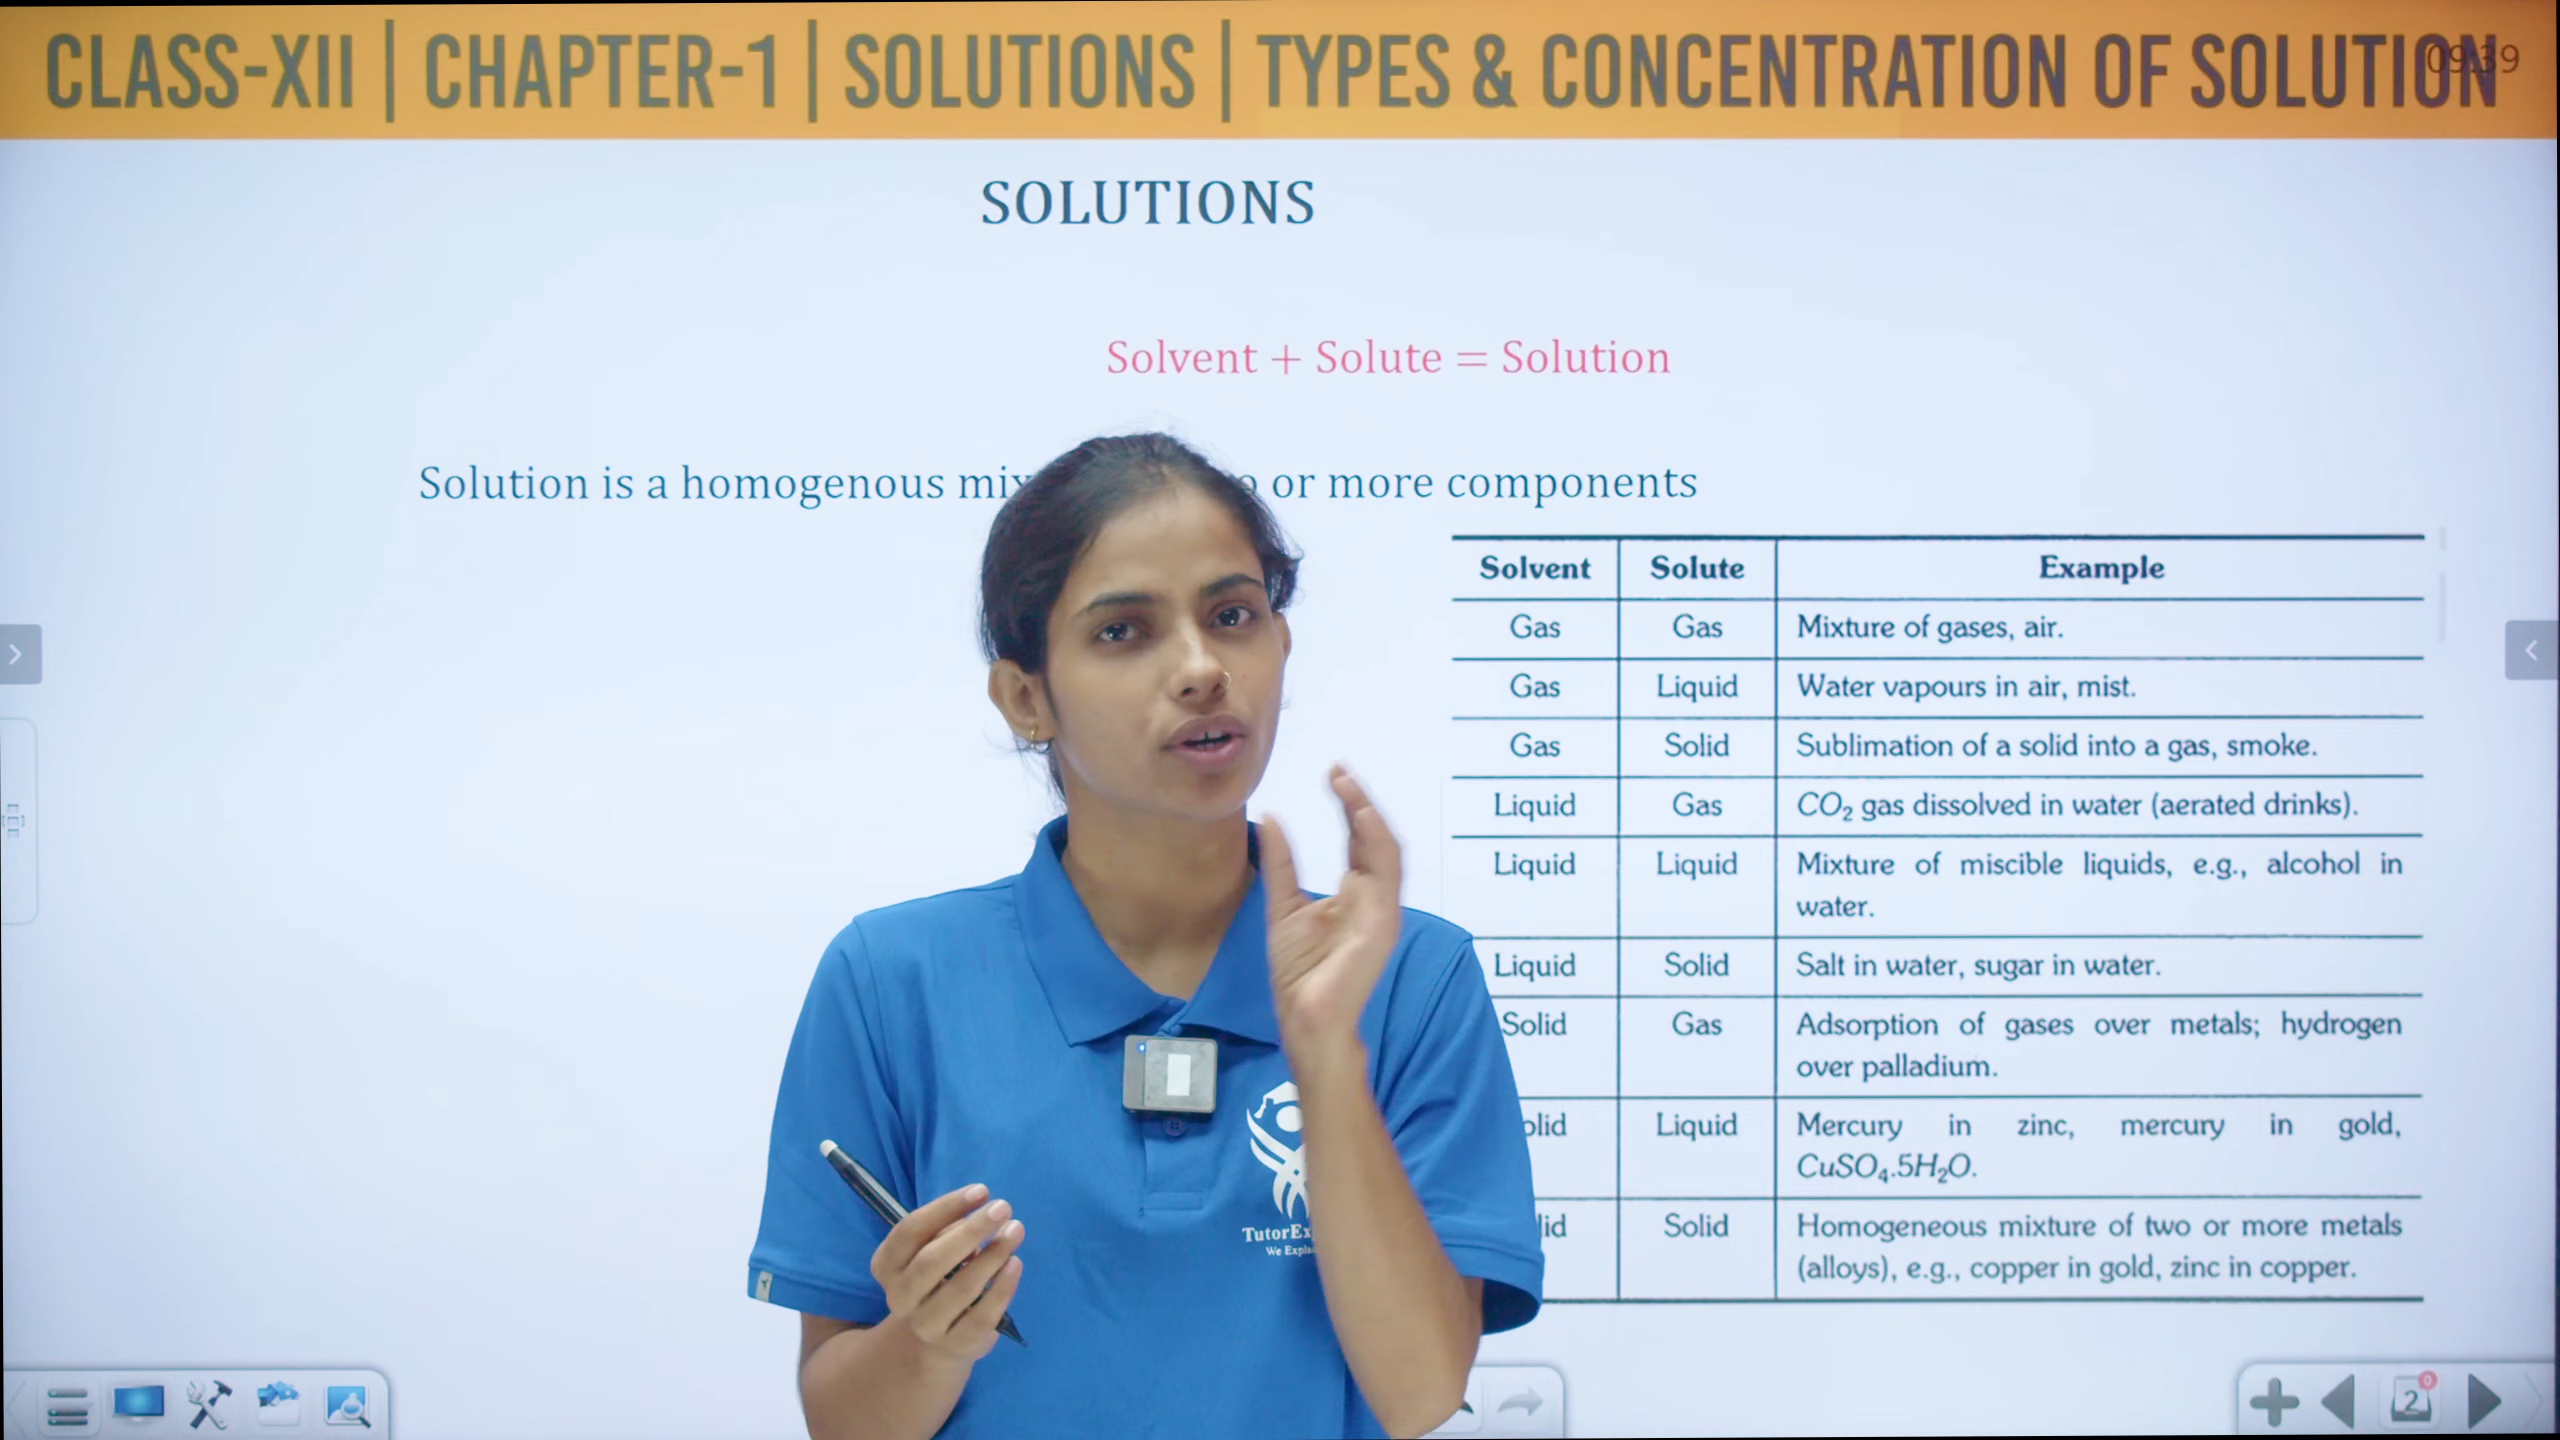 CLASS-XII | CHAPTER-1 | SOLUTIONS | TYPES & CONCENTRATION OF SOLUTION
09:39
SOLUTIONS
Solvent + Solute = Solution
Solution is a homogenous or more components
Solvent Solute Example
Gas Gas Mixture of gases, air.
Gas Liquid Water vapours in air, mist.
Gas Solid Sublimation of a solid into a gas, smoke.
Liquid Gas CO₂ gas dissolved in water (aerated drinks).
Liquid Liquid Mixture of miscible liquids, e.g., alcohol in
water.
Liquid Solid Salt in water, sugar in water.
Solid Gas Adsorption of gases over metals; hydrogen
over palladium.
Liquid Mercury in zinc, mercury in gold,
CuSO₄.5H₂O.
Solid Homogeneous mixture of two or more metals
(alloys), e.g., copper in gold, zinc in copper.
We
2
0